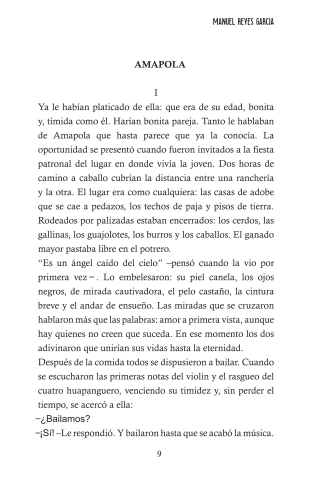 MANUEL REYES GARCIA
AMAPOLA
I
Ya le habían platicado de ella: que era de su edad, bonita
y, timida como él. Harían bonita pareja. Tanto le hablaban
de Amapola que hasta parece que ya la conocía. La
oportunidad se presentó cuando fueron invitados a la fiesta
patronal del lugar en donde vivía la joven. Dos horas de
camino a caballo cubrían la distancia entre una ranchería
y la otra. El lugar era como cualquiera: las casas de adobe
que se cae a pedazos, los techos de paja y pisos de tierra.
Rodeados por palizadas estaban encerrados: los cerdos, las
gallinas, los guajolotes, los burros y los caballos. El ganado
mayor pastaba libre en el potrero.
“Es un ángel caído del cielo” –pensó cuando la vio por
primera vez–. Lo embelesaron: su piel canela, los ojos
negros, de mirada cautivadora, el pelo castaño, la cintura
breve y el andar de ensueño. Las miradas que se cruzaron
hablaron más que las palabras: amor a primera vista, aunque
hay quienes no creen que suceda. En ese momento los dos
adivinaron que unirían sus vidas hasta la eternidad.
Después de la comida todos se dispusieron a bailar. Cuando
se escucharon las primeras notas del violín y el rasgueo del
cuatro huapanguero, venciendo su timidez y, sin perder el
tiempo, se acercó a ella:
–¿Bailamos?
–¡Sí! –Le respondió. Y bailaron hasta que se acabó la música.
9